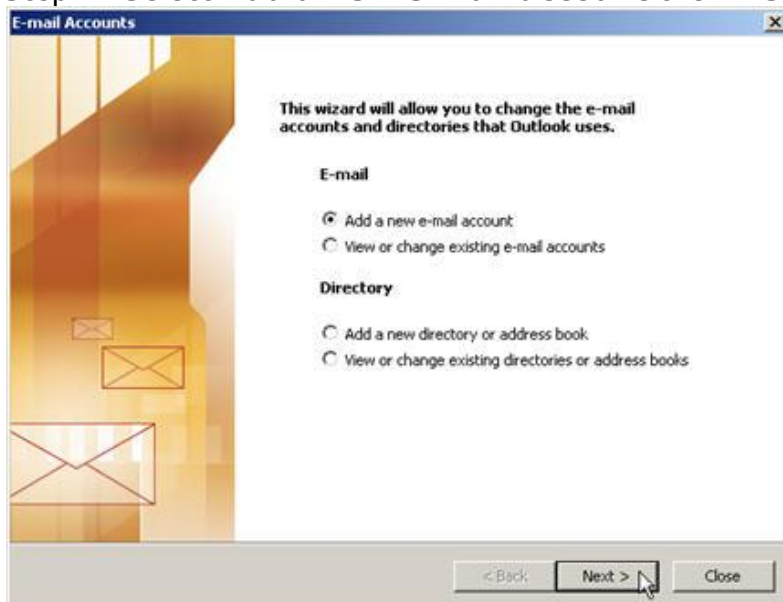 E-mail Accounts
This wizard will allow you to change the e-mail
accounts and directories that Outlook uses.
E-mail
Add a new e-mail account
View or change existing e-mail accounts
Directory
Add a new directory or address book
View or change existing directories or address books
< Back
Next >
Close